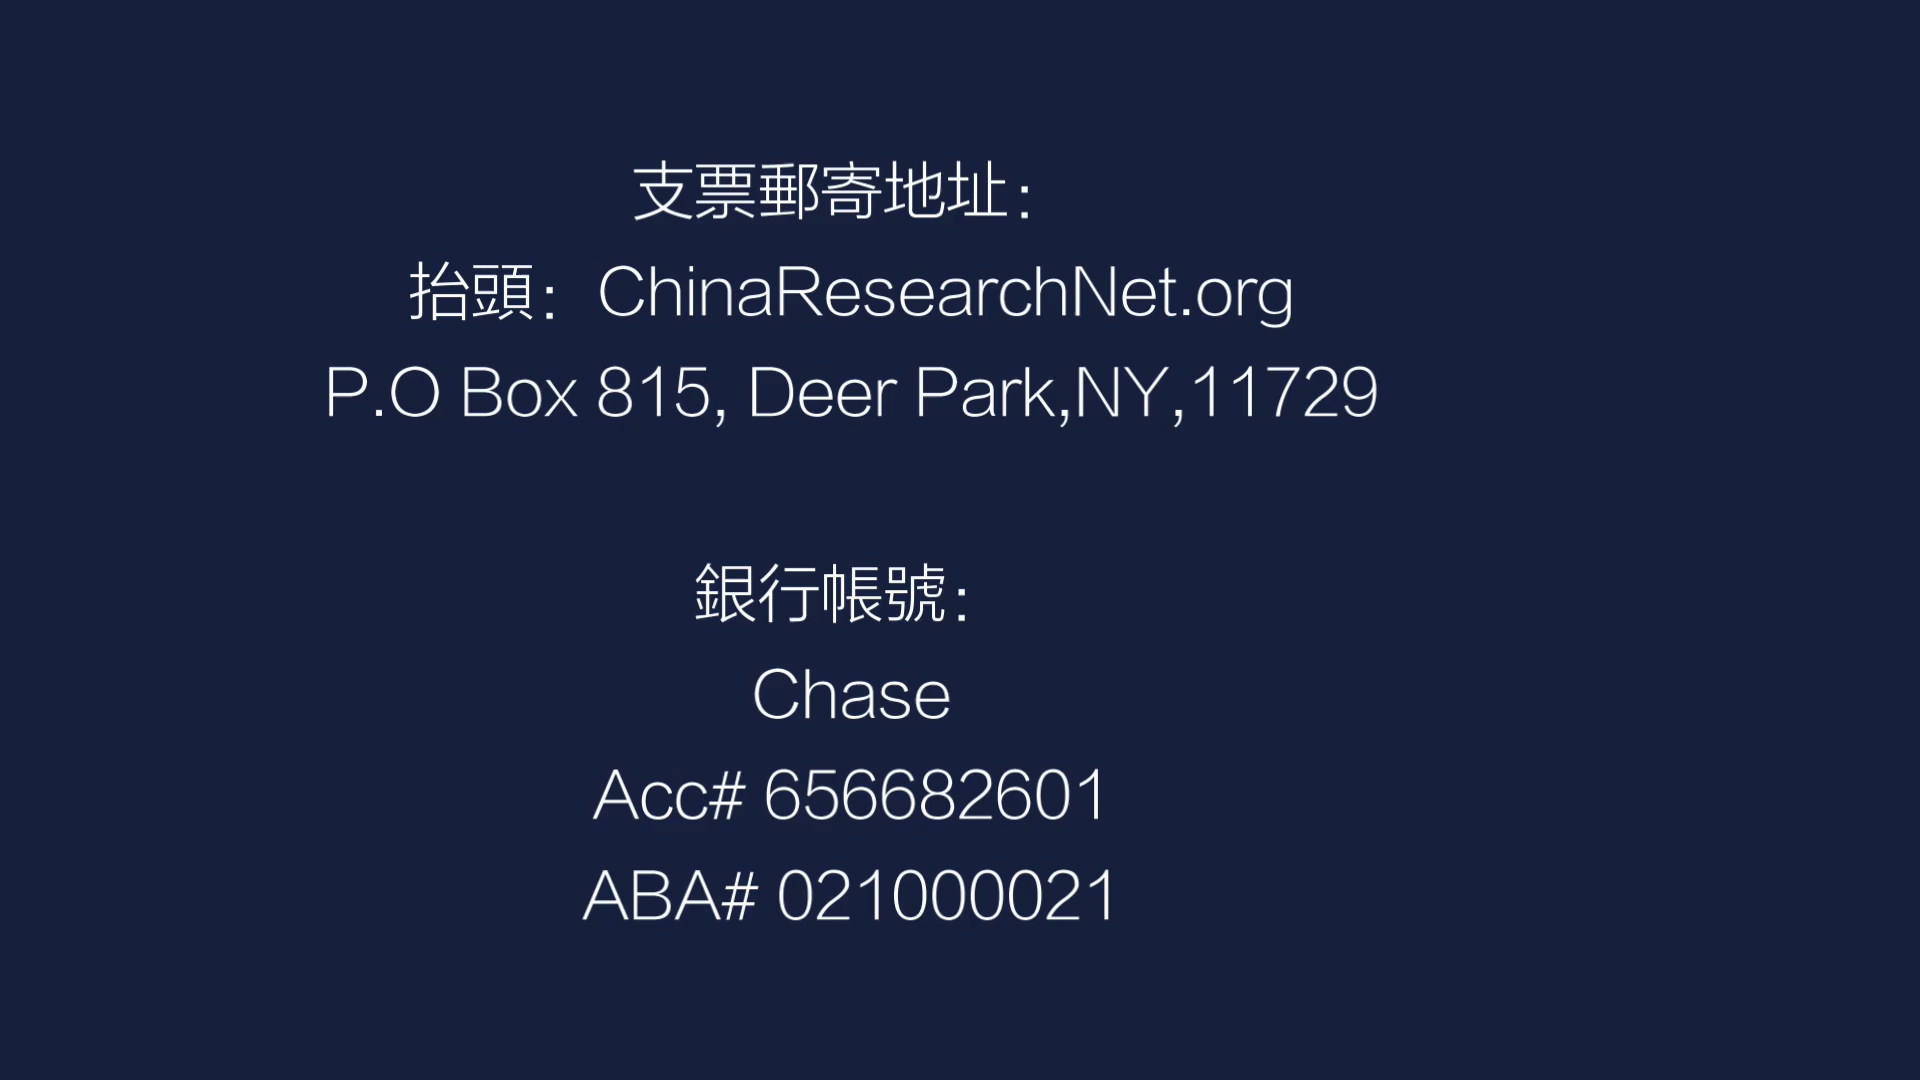 支票郵寄地址：
抬頭：ChinaResearchNet.org
P.O Box 815, Deer Park,NY,11729
銀行帳號：
Chase
Acc# 656682601
ABA# 021000021